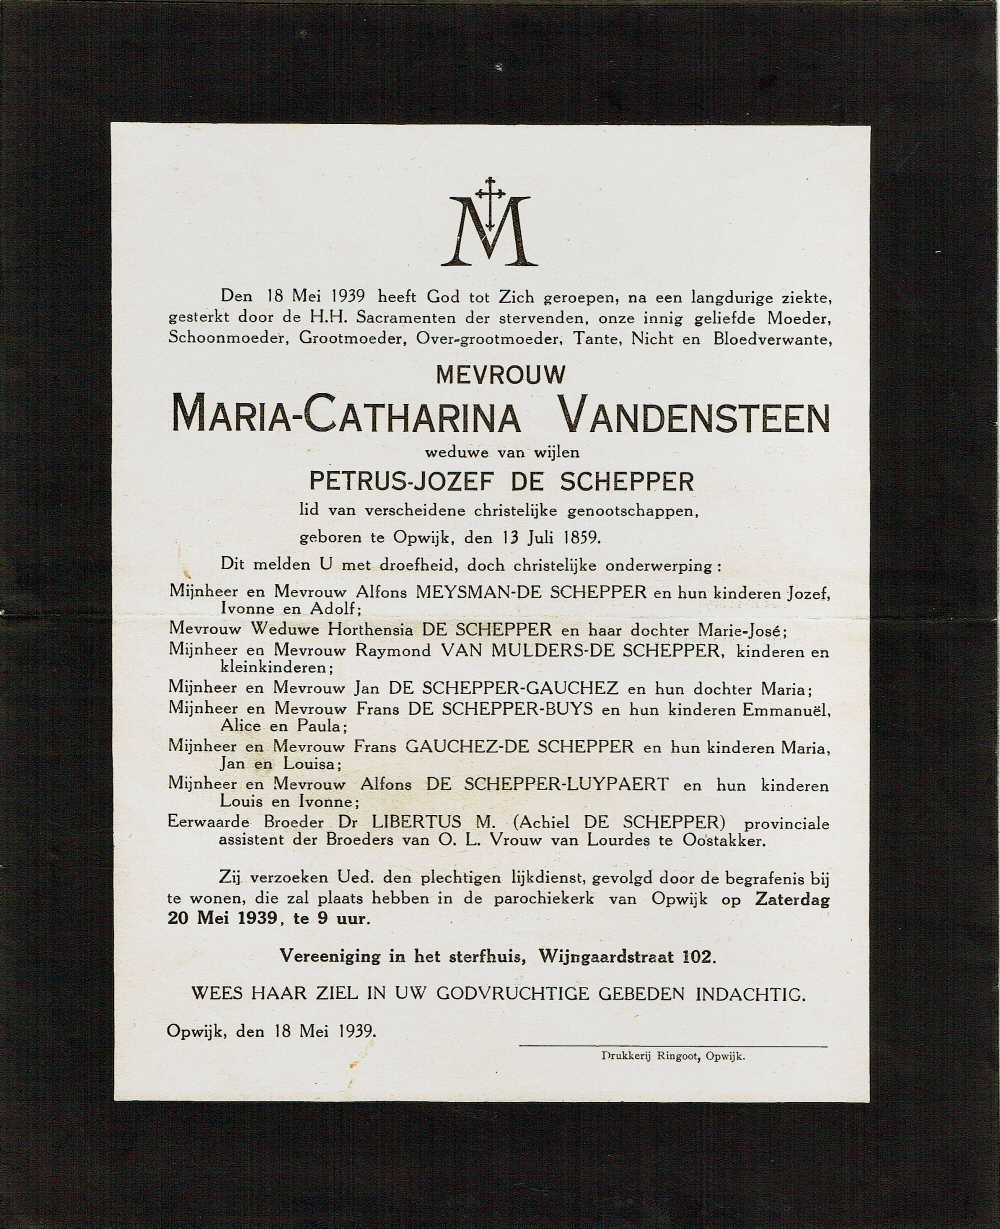 M
Den 18 Mei 1939 heeft God tot Zich geroepen, na een langdurige ziekte,
gesterkt door de H.H. Sacramenten der stervenden, onze innig geliefde Moeder,
Schoonmoeder, Grootmoeder, Over-grootmoeder, Tante, Nicht en Bloedverwante,
MEVROUW
MARIA-CATHARINA VANDENSTEEN
weduwe van wijlen
PETRUS-JOZEF DE SCHEPPER
lid van verscheidene christelijke genootschappen,
geboren te Opwijk, den 13 Juli 1859.
Dit melden U met droefheid, doch christelijke onderwerping :
Mijnheer en Mevrouw Alfons MEYSMAN-DE SCHEPPER en hun kinderen Jozef,
Ivonne en Adolf;
Mevrouw Weduwe Horthensia DE SCHEPPER en haar dochter Marie-José;
Mijnheer en Mevrouw Raymond VAN MULDERS-DE SCHEPPER, kinderen en
kleinkinderen;
Mijnheer en Mevrouw Jan DE SCHEPPER-GAUCHEZ en hun dochter Maria;
Mijnheer en Mevrouw Frans DE SCHEPPER-BUYS en hun kinderen Emmanuël,
Alice en Paula;
Mijnheer en Mevrouw Frans GAUCHEZ-DE SCHEPPER en hun kinderen Maria,
Jan en Louisa;
Mijnheer en Mevrouw Alfons DE SCHEPPER-LUYPAERT en hun kinderen
Louis en Ivonne;
Eerwaarde Broeder Dr LIBERTUS M. (Achiel DE SCHEPPER) provinciale
assistent der Broeders van O. L. Vrouw van Lourdes te Oostakker.
Zij verzoeken Ued. den plechtigen lijkdienst, gevolgd door de begrafenis bij
te wonen, die zal plaats hebben in de parochiekerk van Opwijk op Zaterdag
20 Mei 1939, te 9 uur.
Vereeniging in het sterfhuis, Wijngaardstraat 102.
WEES HAAR ZIEL IN UW GODVRUCHTIGE GEBEDEN INDACHTIG.
Opwijk, den 18 Mei 1939.
Drukkerij Ringoot, Opwijk.